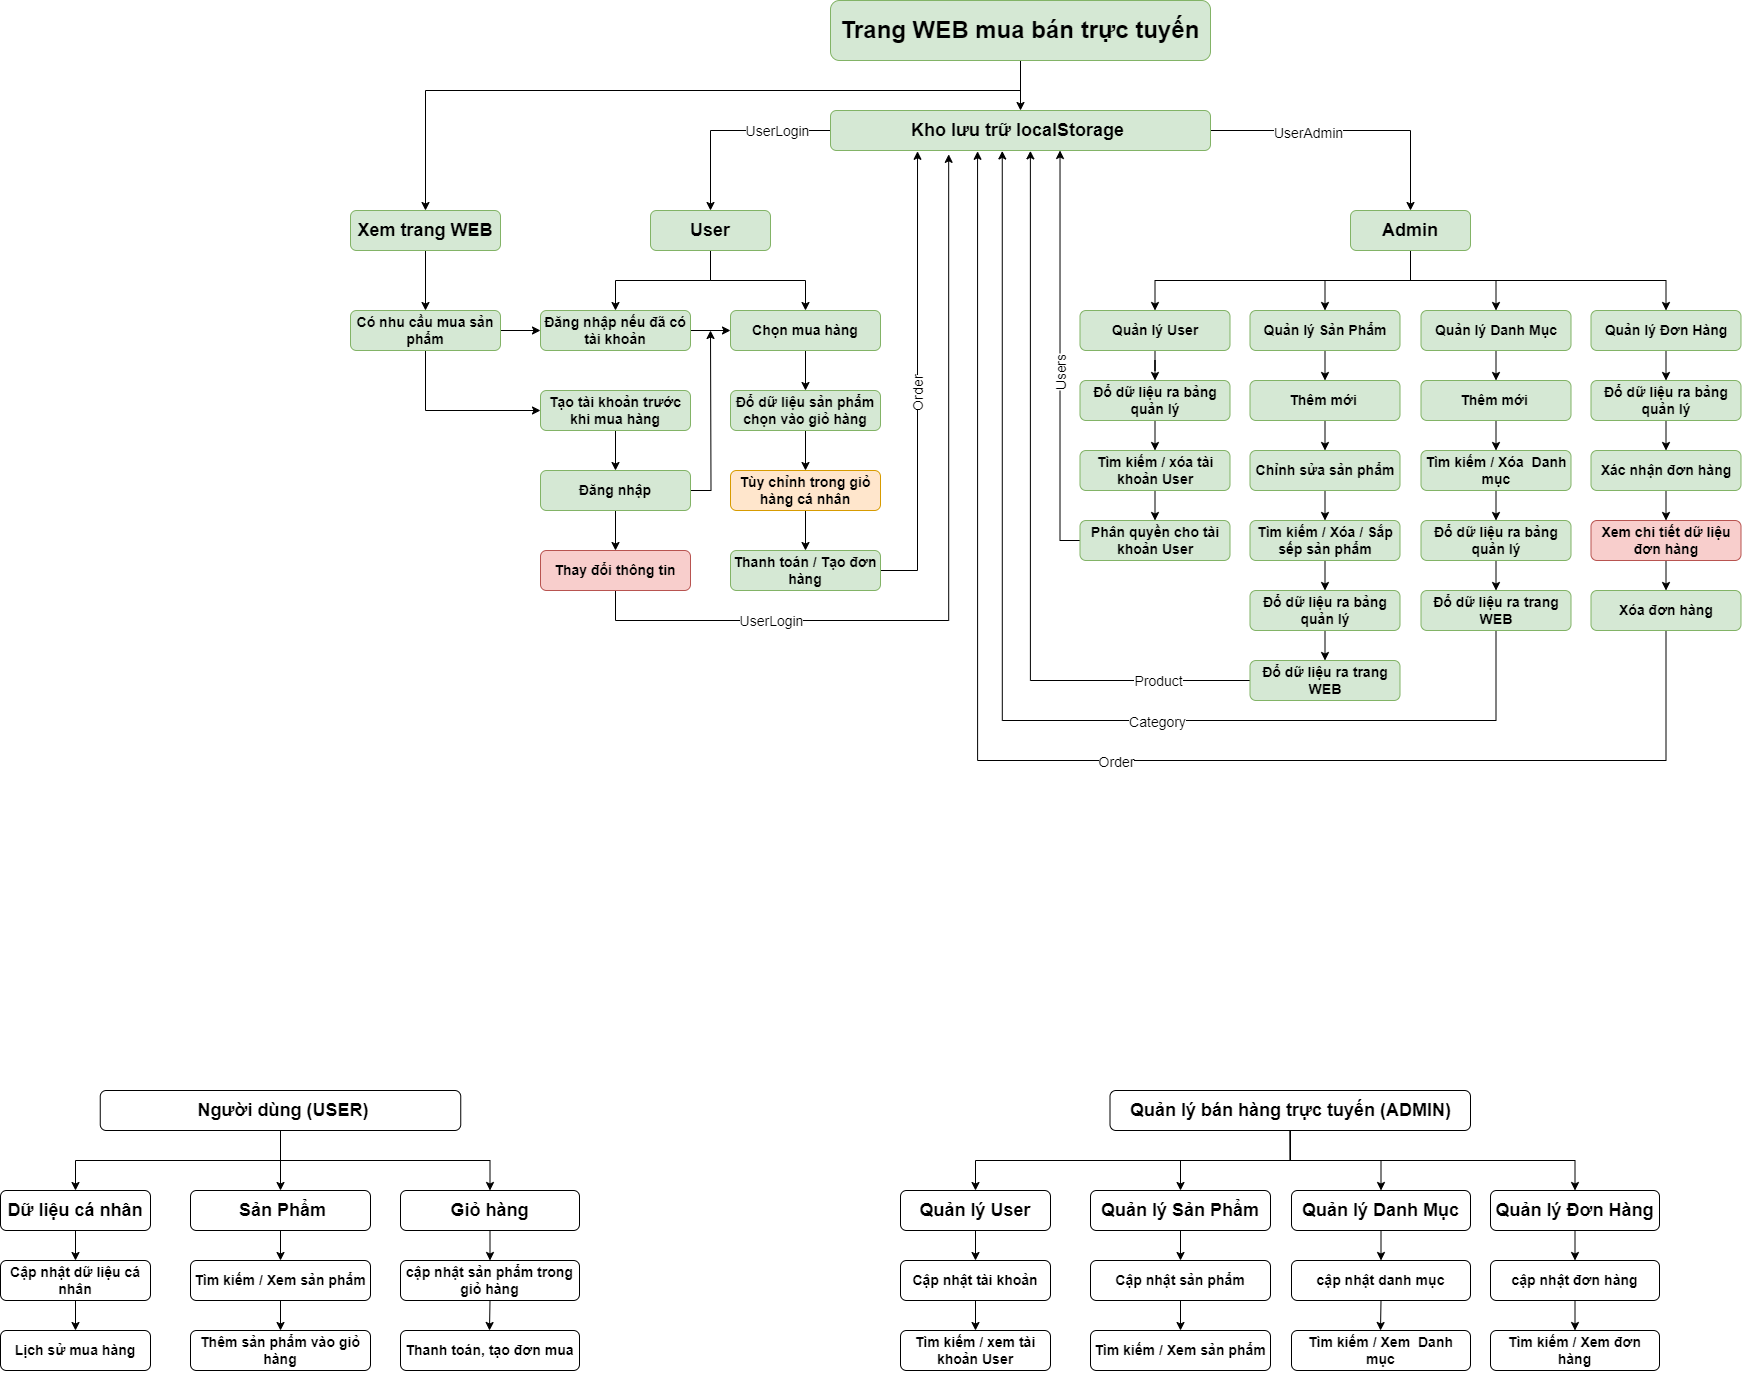 Trang WEB mua bán trực tuyến
Kho lưu trữ localStorage
UserLogin
UserAdmin
Xem trang WEB
User
Admin
Có nhu cầu mua sản
phẩm
Đăng nhập nếu đã có
tài khoản
Chọn mua hàng
Tạo tài khoản trước
khi mua hàng
Đổ dữ liệu sản phẩm
chọn vào giỏ hàng
Đăng nhập
Tùy chỉnh trong giỏ
hàng cá nhân
Thay đổi thông tin
Thanh toán / Tạo đơn
hàng
Order
UserLogin
Users
Quản lý User
Đổ dữ liệu ra bảng
quản lý
Tìm kiếm / xóa tài
khoản User
Phân quyền cho tài
khoản User
Quản lý Sản Phẩm
Thêm mới
Chỉnh sửa sản phẩm
Tìm kiếm / Xóa / Sắp
sếp sản phẩm
Đổ dữ liệu ra bảng
quản lý
Đổ dữ liệu ra trang
WEB
Quản lý Danh Mục
Thêm mới
Tìm kiếm / Xóa  Danh
mục
Đổ dữ liệu ra bảng
quản lý
Đổ dữ liệu ra trang
WEB
Quản lý Đơn Hàng
Đổ dữ liệu ra bảng
quản lý
Xác nhận đơn hàng
Xem chi tiết dữ liệu
đơn hàng
Xóa đơn hàng
Product
Category
Order
Người dùng (USER)
Dữ liệu cá nhân
Sản Phẩm
Giỏ hàng
Cập nhật dữ liệu cá
nhân
Tìm kiếm / Xem sản phẩm
cập nhật sản phẩm trong
giỏ hàng
Lịch sử mua hàng
Thêm sản phẩm vào giỏ
hàng
Thanh toán, tạo đơn mua
Quản lý bán hàng trực tuyến (ADMIN)
Quản lý User
Quản lý Sản Phẩm
Quản lý Danh Mục
Quản lý Đơn Hàng
Cập nhật tài khoản
Cập nhật sản phẩm
cập nhật danh mục
cập nhật đơn hàng
Tìm kiếm / xem tài
khoản User
Tìm kiếm / Xem sản phẩm
Tìm kiếm / Xem  Danh
mục
Tìm kiếm / Xem đơn
hàng